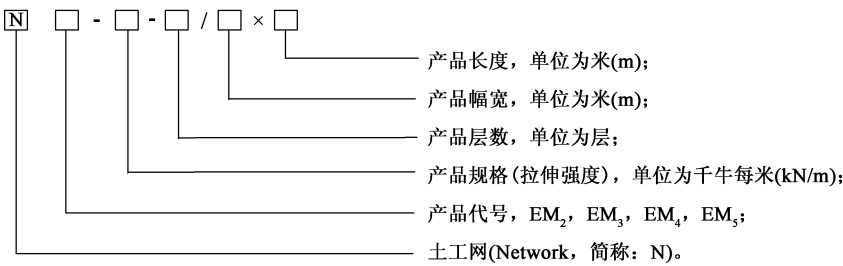 N □ - □ - □ / □ × □
产品长度，单位为米(m)；
产品幅宽，单位为米(m)；
产品层数，单位为层；
产品规格(拉伸强度)，单位为千牛每米(kN/m)；
产品代号，EM₂，EM₃，EM₄，EM₅；
土工网(Network，简称：N)。